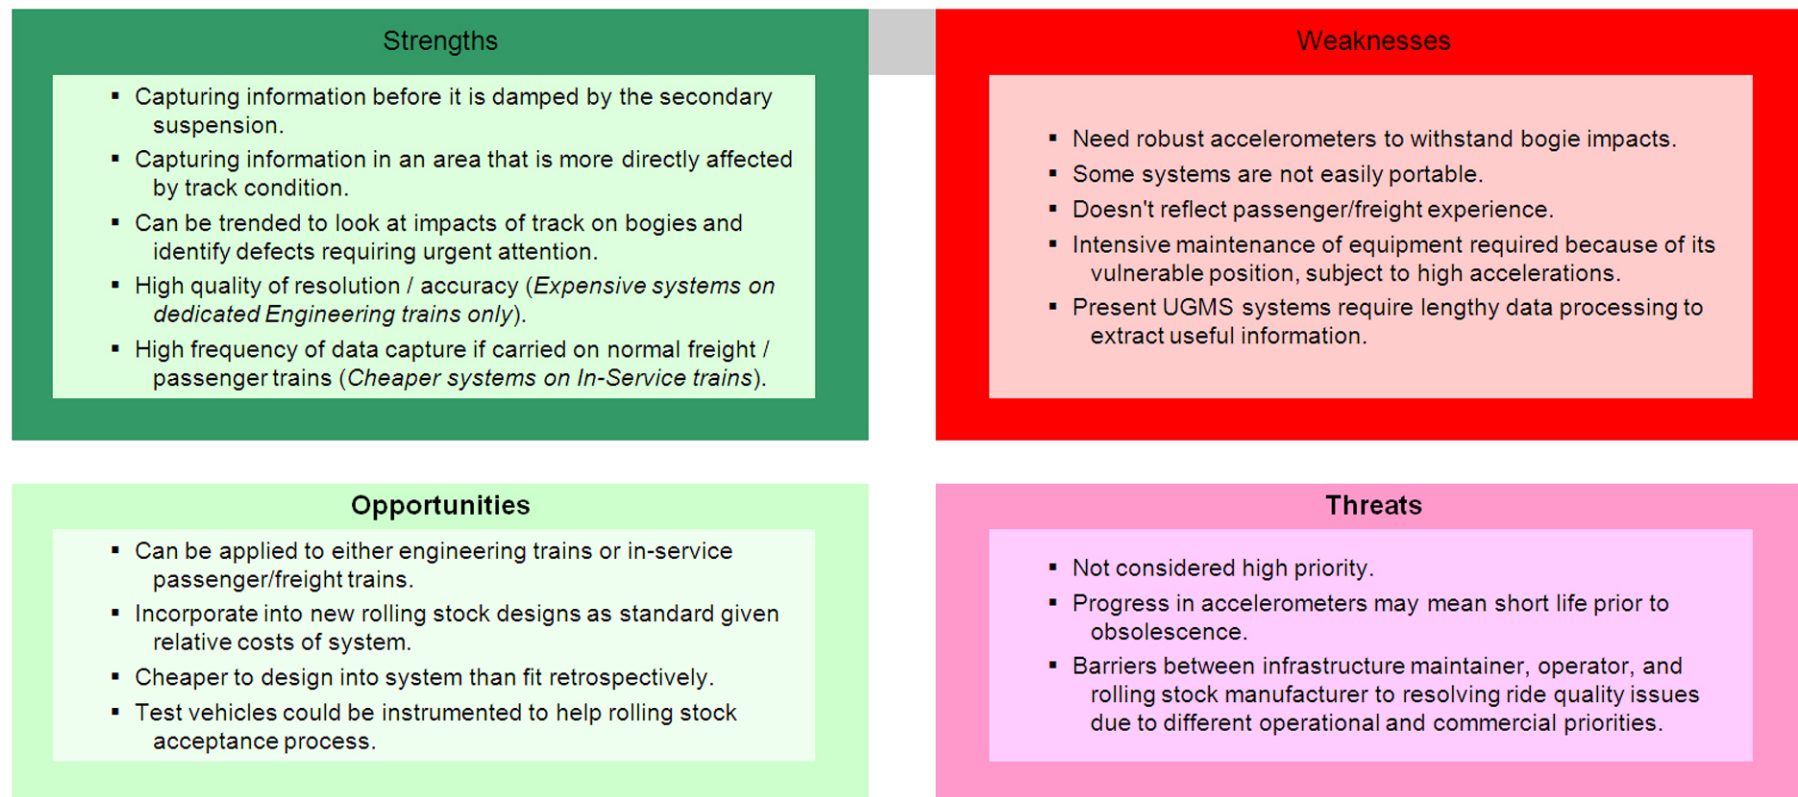 Strengths
▪ Capturing information before it is damped by the secondary
suspension.
▪ Capturing information in an area that is more directly affected
by track condition.
▪ Can be trended to look at impacts of track on bogies and
identify defects requiring urgent attention.
▪ High quality of resolution / accuracy (Expensive systems on
dedicated Engineering trains only).
▪ High frequency of data capture if carried on normal freight /
passenger trains (Cheaper systems on In-Service trains).
Weaknesses
▪ Need robust accelerometers to withstand bogie impacts.
▪ Some systems are not easily portable.
▪ Doesn't reflect passenger/freight experience.
▪ Intensive maintenance of equipment required because of its
vulnerable position, subject to high accelerations.
▪ Present UGMS systems require lengthy data processing to
extract useful information.
Opportunities
▪ Can be applied to either engineering trains or in-service
passenger/freight trains.
▪ Incorporate into new rolling stock designs as standard given
relative costs of system.
▪ Cheaper to design into system than fit retrospectively.
▪ Test vehicles could be instrumented to help rolling stock
acceptance process.
Threats
▪ Not considered high priority.
▪ Progress in accelerometers may mean short life prior to
obsolescence.
▪ Barriers between infrastructure maintainer, operator, and
rolling stock manufacturer to resolving ride quality issues
due to different operational and commercial priorities.